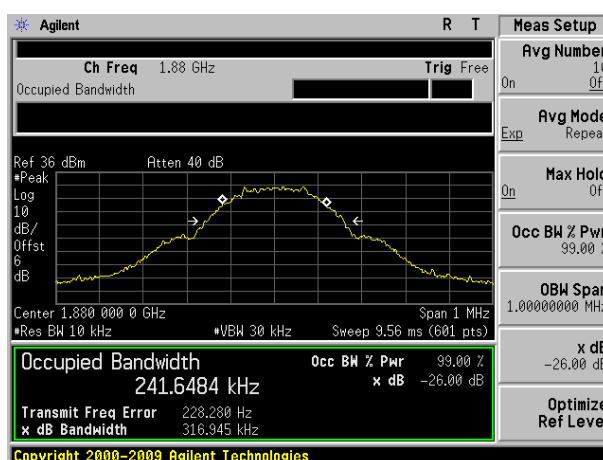 Agilent R T Meas Setup
Ch Freq 1.88 GHz Trig Free
Occupied Bandwidth
Avg Number
On
Avg Mode
Exp
Max Hold
On
Occ BW % Pwr
99.00 %
OBW Span
1.00000000 MHz
x dB
-26.00 dB
Optimize
Ref Level
Ref 36 dBm Atten 40 dB
#Peak
Log
10
dB/
Offst
6
dB
Center 1.880 000 0 GHz Span 1 MHz
#Res BW 10 kHz #VBW 30 kHz Sweep 9.56 ms (601 pts)
Occupied Bandwidth
241.6484 kHz
Occ BW % Pwr 99.00 %
x dB -26.00 dB
Transmit Freq Error 228.280 Hz
x dB Bandwidth 316.945 kHz
Copyright 2000-2009 Agilent Technologies